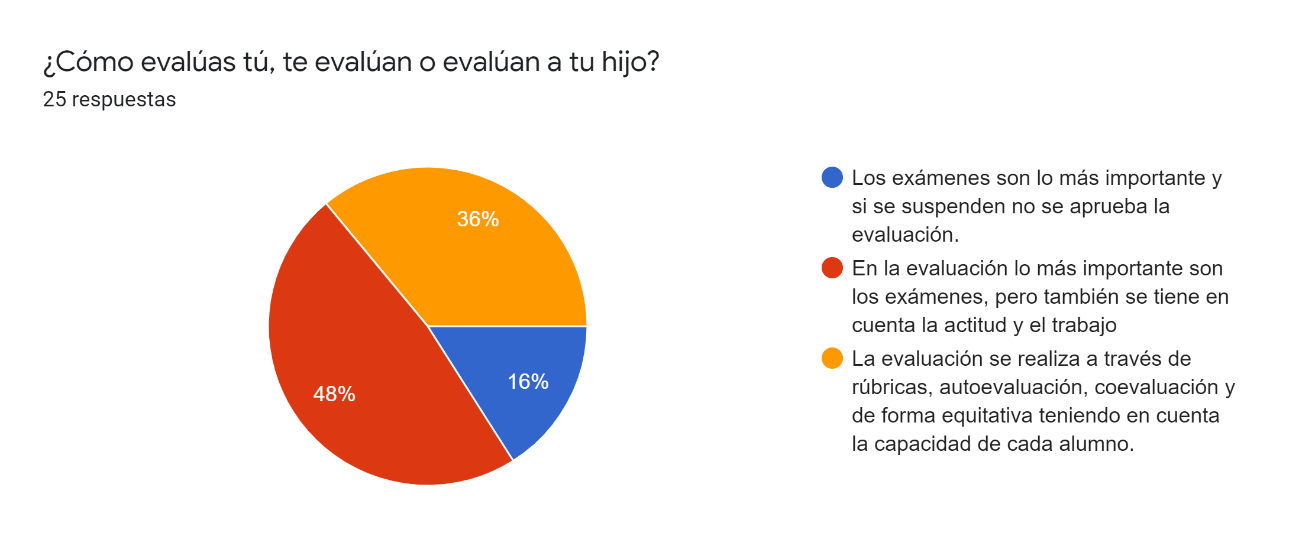 ¿Cómo evalúas tú, te evalúan o evalúan a tu hijo?
25 respuestas
36%
48%
16%
Los exámenes son lo más importante y
si se suspenden no se aprueba la
evaluación.
En la evaluación lo más importante son
los exámenes, pero también se tiene en
cuenta la actitud y el trabajo
La evaluación se realiza a través de
rúbricas, autoevaluación, coevaluación y
de forma equitativa teniendo en cuenta
la capacidad de cada alumno.